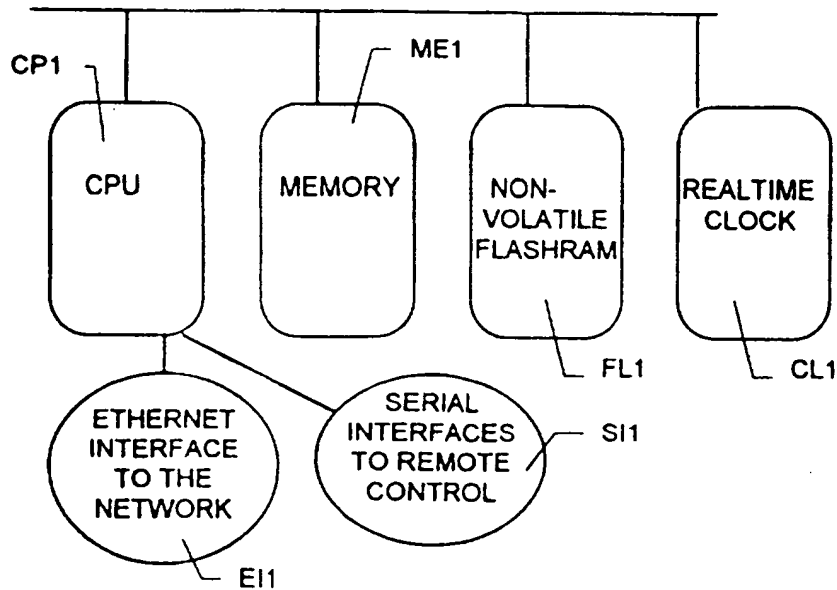 CP1
ME1
CPU
MEMORY
NON-
VOLATILE
FLASHRAM
REALTIME
CLOCK
FL1
CL1
ETHERNET
INTERFACE
TO THE
NETWORK
SERIAL
INTERFACES
TO REMOTE
CONTROL
SI1
EI1